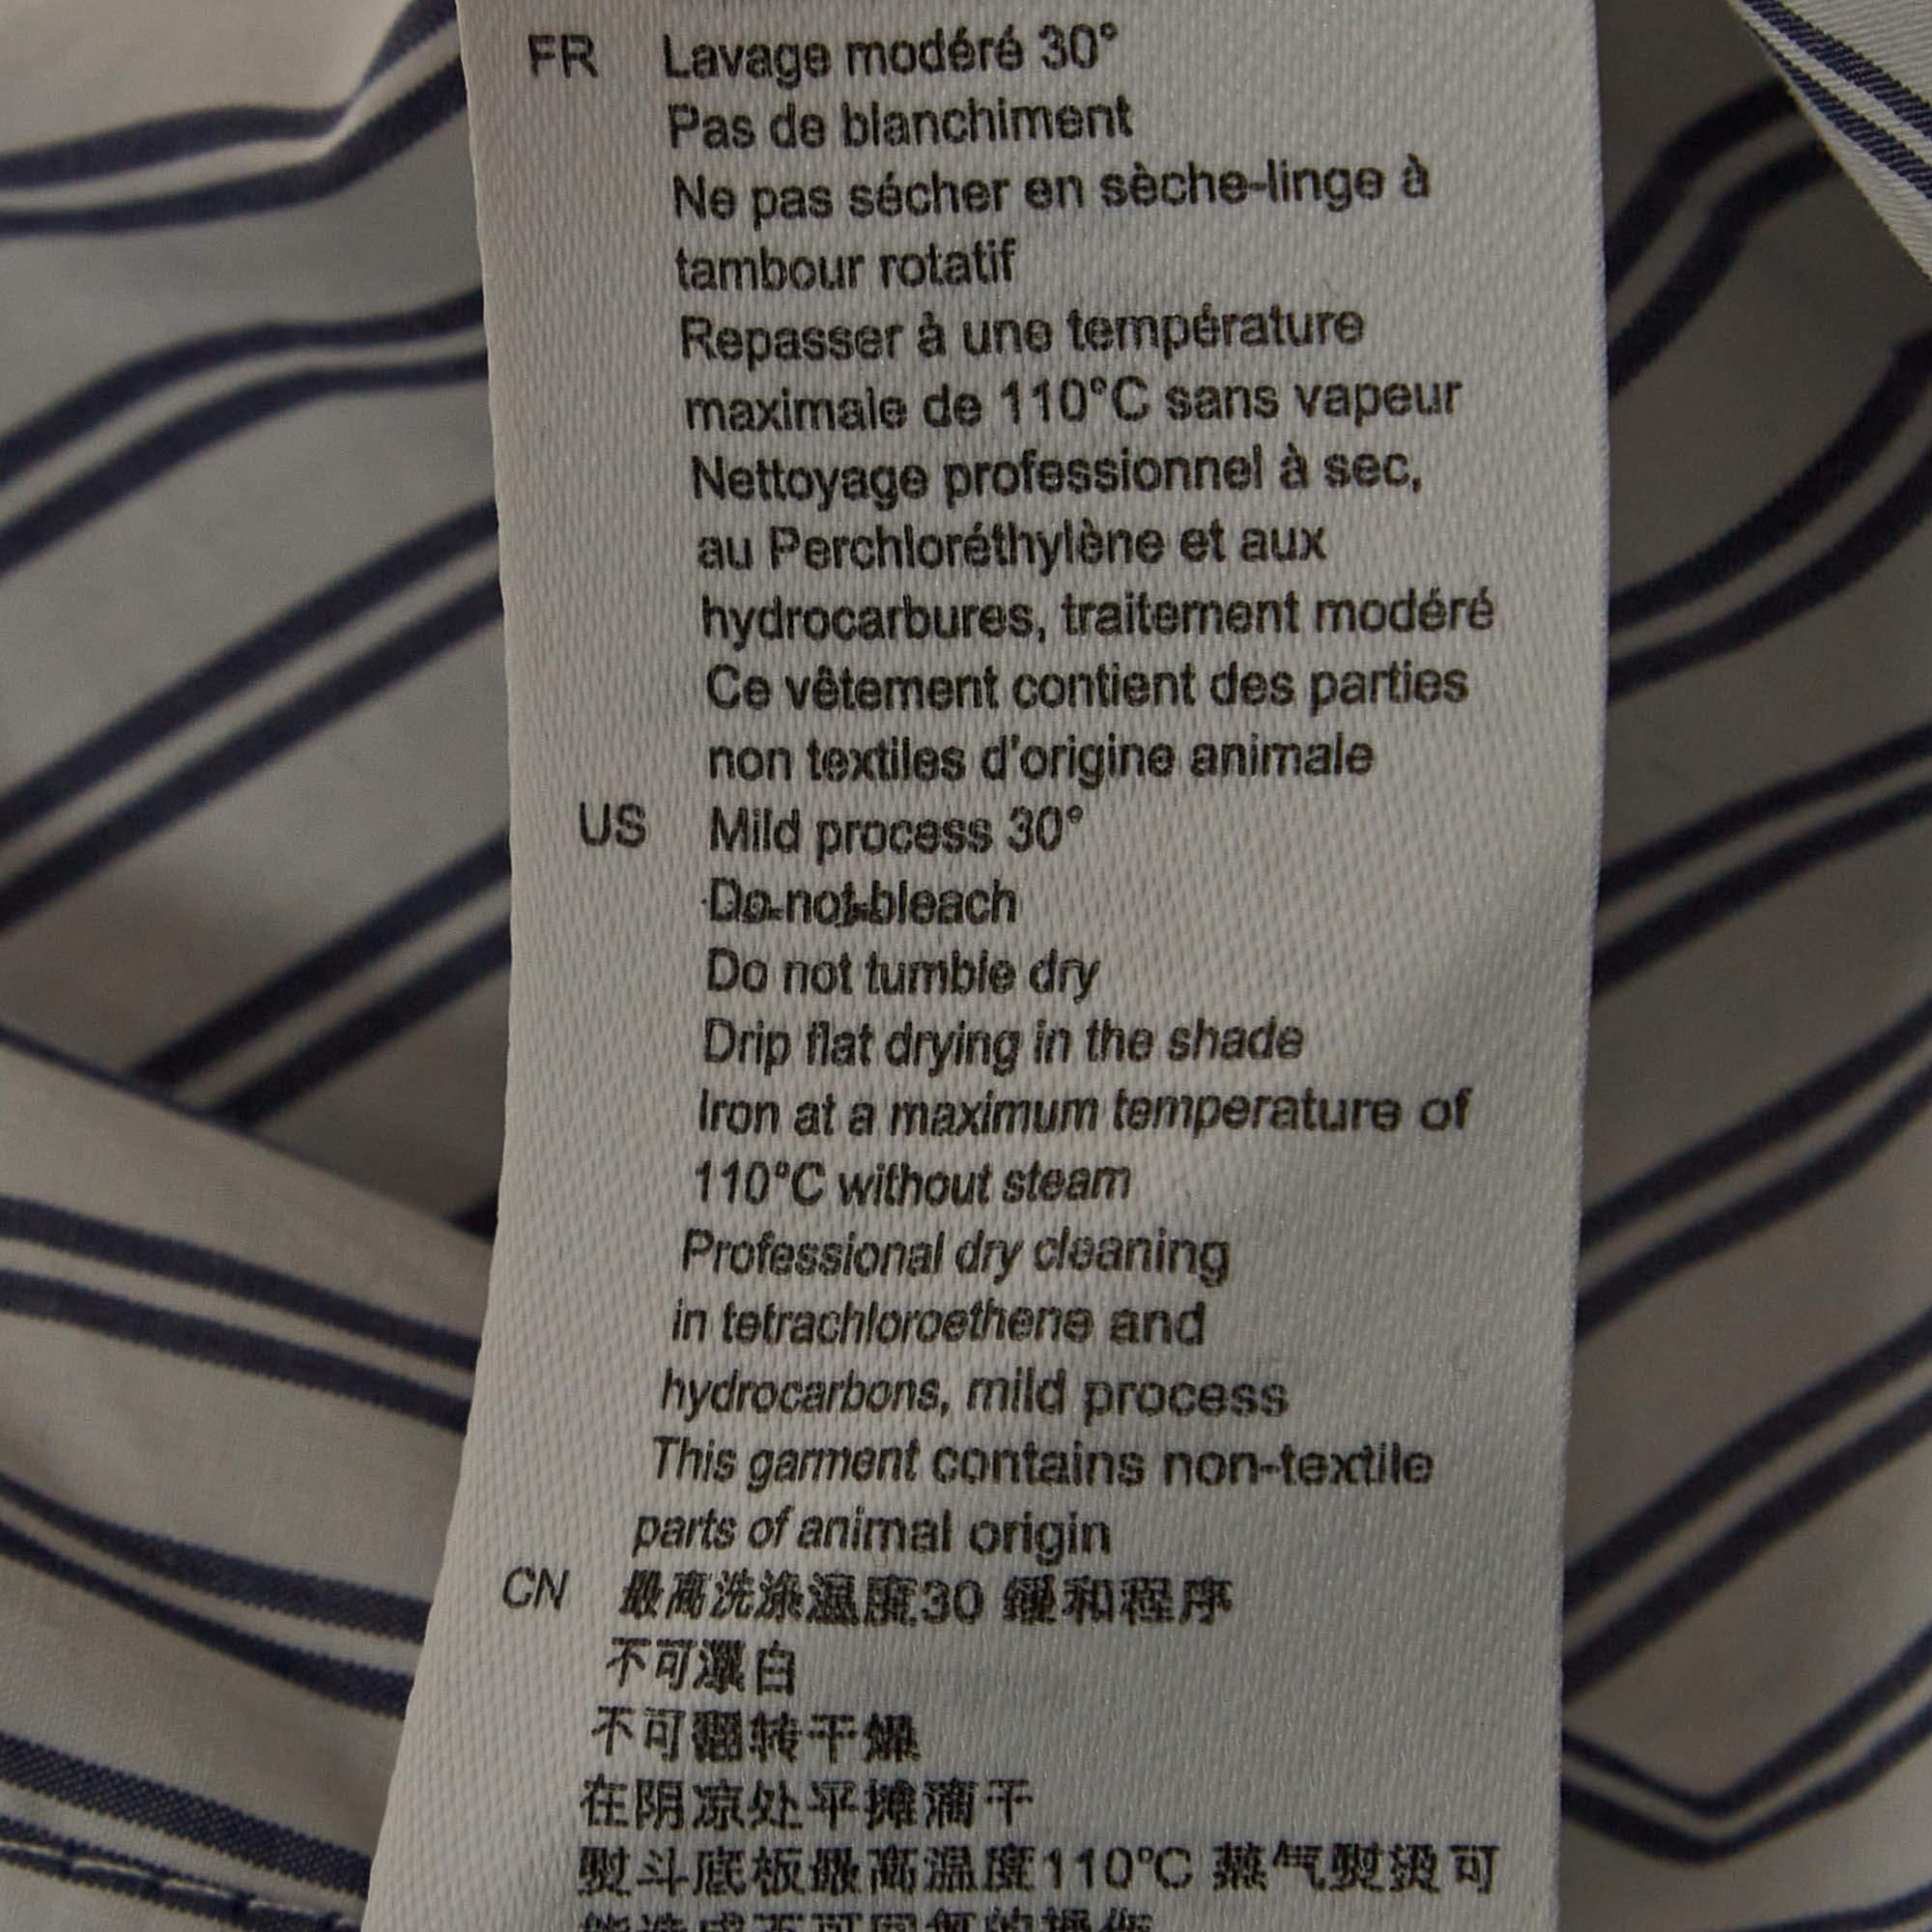 FR Lavage modéré 30°
Pas de blanchiment
Ne pas sécher en sèche-linge à
tambour rotatif
Repasser à une température
maximale de 110°C sans vapeur
Nettoyage professionnel à sec,
au Perchloréthylène et aux
hydrocarbures, traitement modéré
Ce vêtement contient des parties
non textiles d'origine animale
US Mild process 30°
Do not bleach
Do not tumble dry
Drip flat drying in the shade
Iron at a maximum temperature of
110°C without steam
Professional dry cleaning
in tetrachloroethene and
hydrocarbons, mild process
This garment contains non-textile
parts of animal origin
CN 最高洗涤温度30 缓和程序
不可漂白
不可翻转干燥
在阴凉处平摊滴干
熨斗底板最高温度110°C 蒸气熨烫可